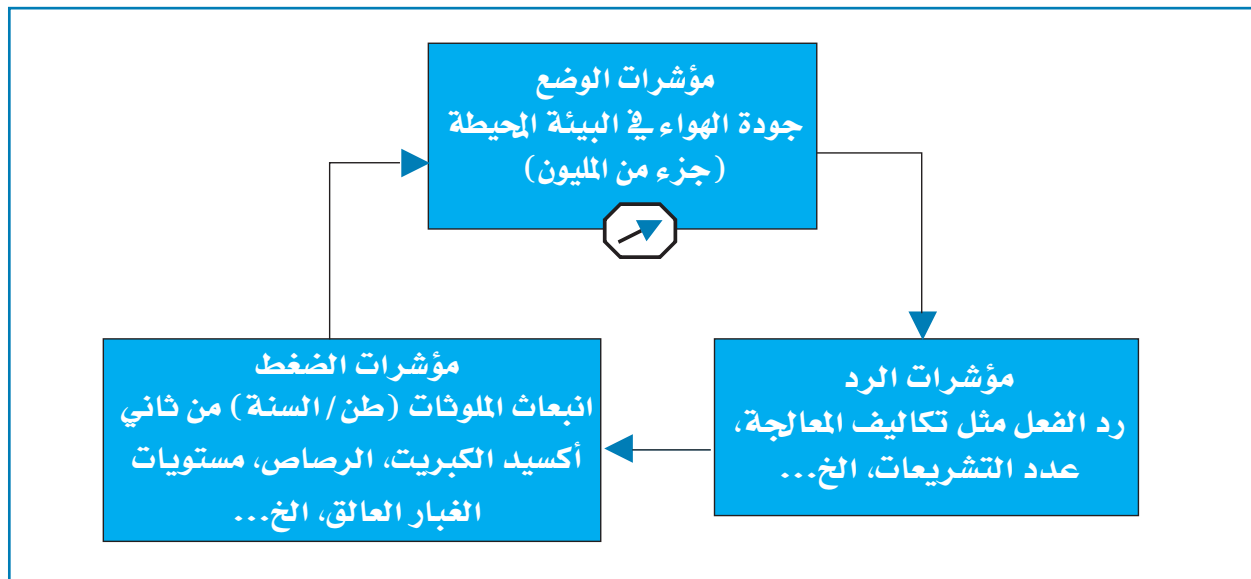 مؤشرات الوضع
جودة الهواء في البيئة المحيطة
(جزء من المليون)
مؤشرات الرد
رد الفعل مثل تكاليف المعالجة،
عدد التشريعات، الخ...
مؤشرات الضغط
انبعاث الملوثات (طن/السنة) من ثاني
أكسيد الكبريت، الرصاص، مستويات
الغبار العالق، الخ...